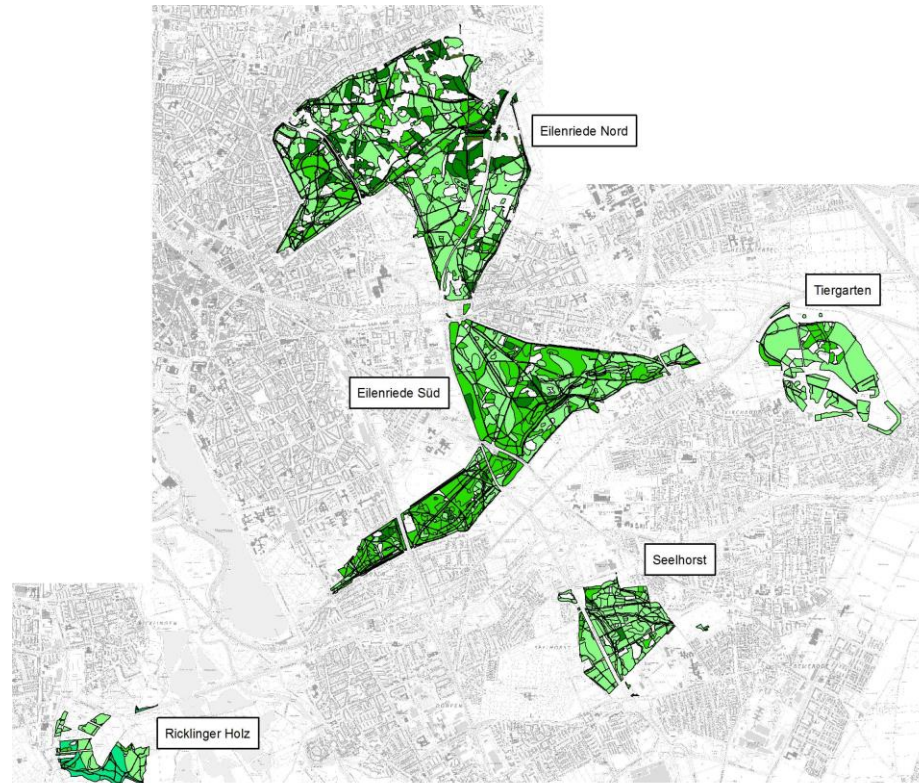 Eilenriede Nord
Tiergarten
Eilenriede Süd
Seelhorst
Ricklinger Holz